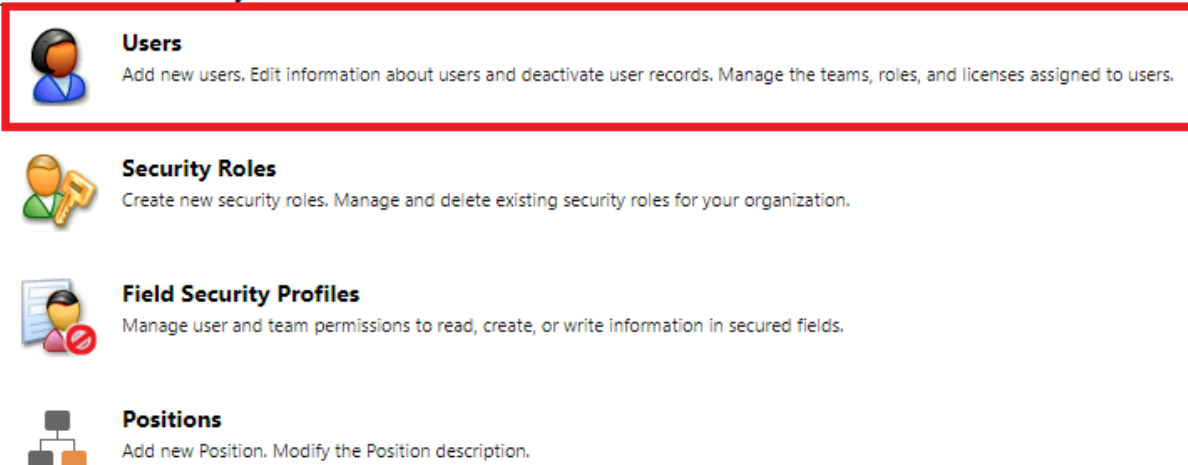 Users
Add new users. Edit information about users and deactivate user records. Manage the teams, roles, and licenses assigned to users.
Security Roles
Create new security roles. Manage and delete existing security roles for your organization.
Field Security Profiles
Manage user and team permissions to read, create, or write information in secured fields.
Positions
Add new Position. Modify the Position description.